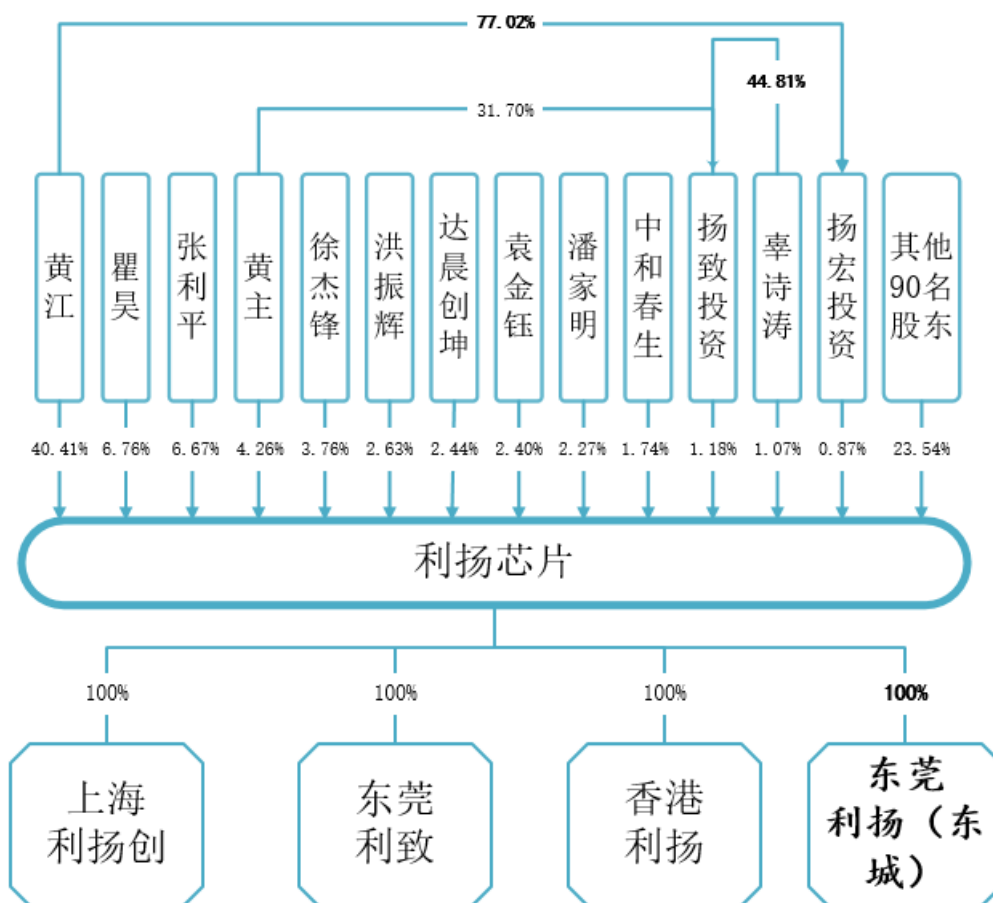 77.02%
44.81%
31.70%
黄江
瞿昊
张利平
黄主
徐杰锋
洪振辉
达晨创坤
袁金钰
潘家明
中和春生
扬致投资
辜诗涛
扬宏投资
其他
90名
股东
40.41%
6.76%
6.67%
4.26%
3.76%
2.63%
2.44%
2.40%
2.27%
1.74%
1.18%
1.07%
0.87%
23.54%
利扬芯片
100%
100%
100%
100%
上海
利扬创
东莞
利致
香港
利扬
东莞
利扬（东
城）